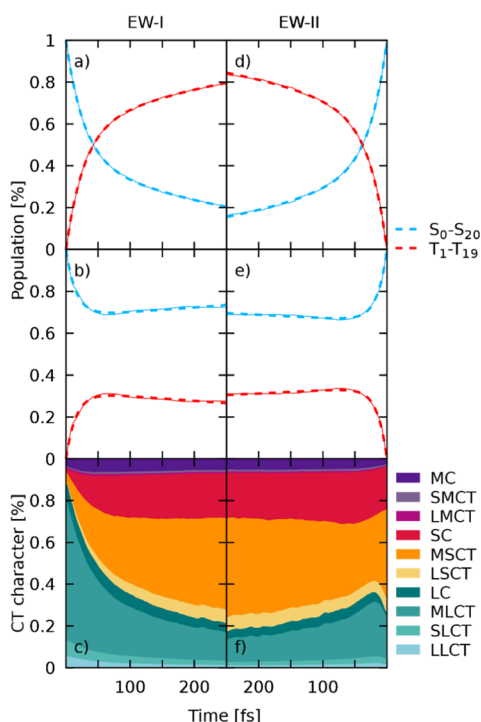 EW-I EW-II
1
a) d)
0.8
0.6
0.4
0.2
0
Population [%]
S0-S20
T1-T19
b) e)
0.8
0.6
0.4
0.2
0
CT character [%]
0.8
0.6
0.4
0.2
0
c) f)
MC
SMCT
LMCT
SC
MSCT
LSCT
LC
MLCT
SLCT
LLCT
100 200 200 100
Time [fs]